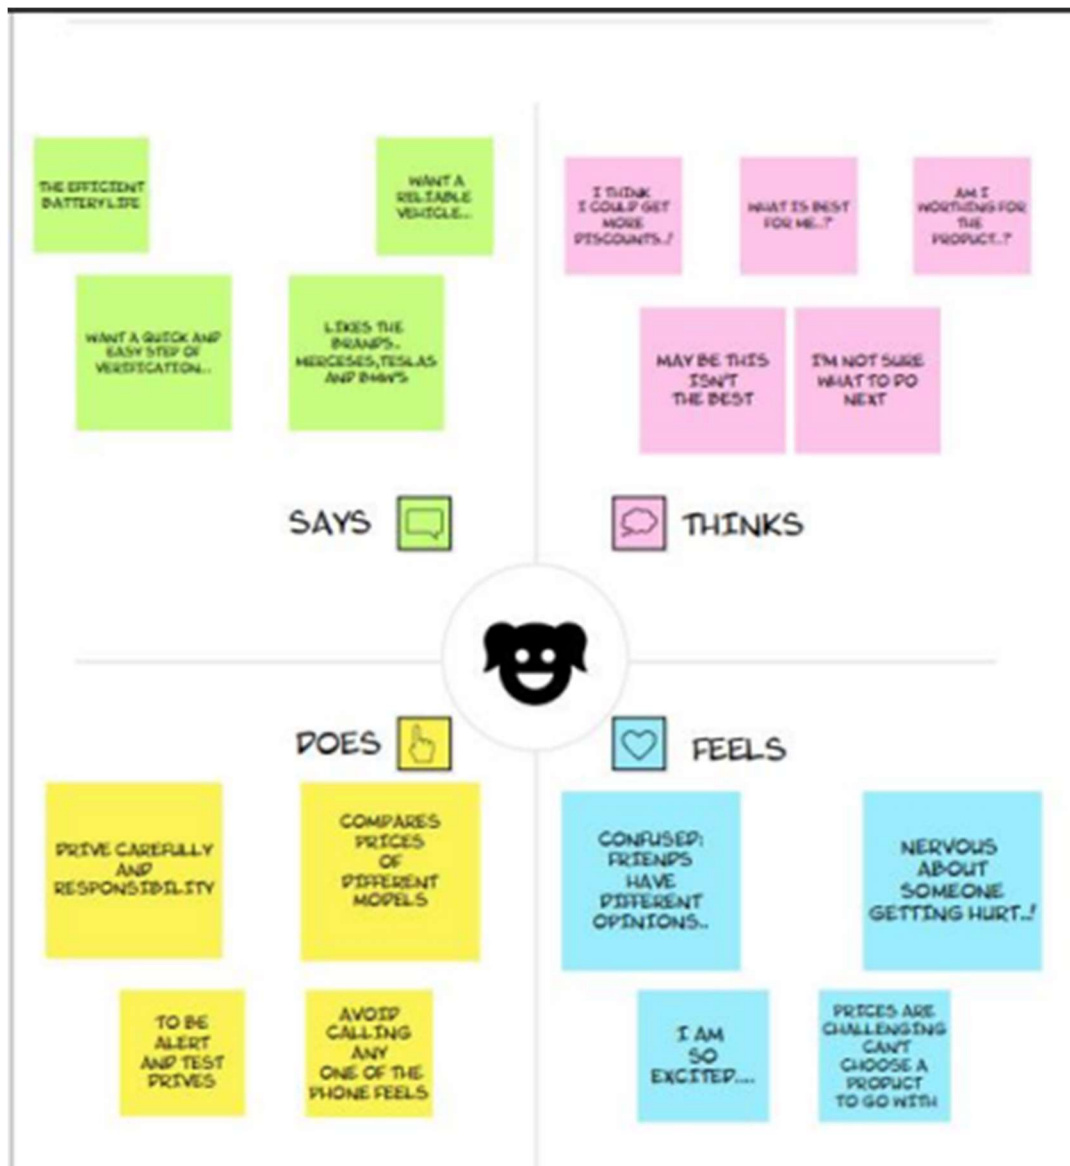 THE EFFICIENT
BATTERY LIFE
WANT A
RELIABLE
VEHICLE...
WANT A QUICK AND
EASY STEP OF
VERIFICATION...
LIKES THE
BRANDS..
MERCESES,TESLAS
AND BMW'S
I THINK
I COULD GET
MORE
DISCOUNTS..!
WHAT IS BEST
FOR ME..?
AM I
WORTHING FOR
THE
PRODUCT..?
MAY BE THIS
ISN'T
THE BEST
I'M NOT SURE
WHAT TO DO
NEXT
SAYS
THINKS
DOES
FEELS
DRIVE CAREFULLY
AND
RESPONSIBILITY
COMPARES
PRICES
OF
DIFFERENT
MODELS
TO BE
ALERT
AND TEST
DRIVES
AVOID
CALLING
ANY
ONE OF THE
PHONE FEELS
CONFUSED:
FRIENDS
HAVE
DIFFERENT
OPINIONS..
NERVOUS
ABOUT
SOMEONE
GETTING HURT..!
I AM
SO
EXCITED....
PRICES ARE
CHALLENGING
CAN'T
CHOOSE A
PRODUCT
TO GO WITH